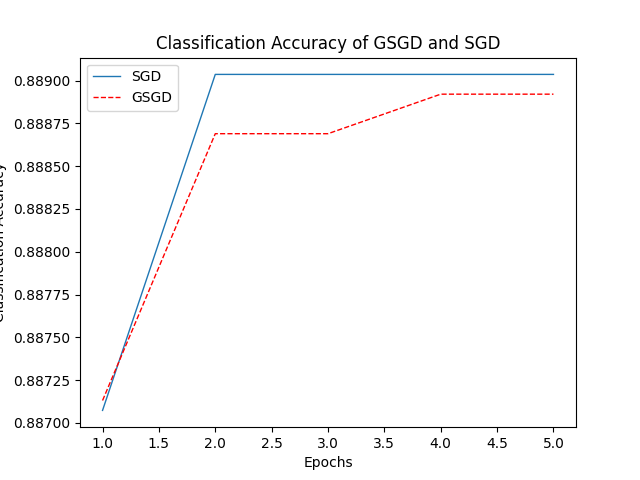 Classification Accuracy of GSGD and SGD
SGD
GSGD
0.88900
0.88875
0.88850
0.88825
0.88800
0.88775
0.88750
0.88725
0.88700
Classification Accuracy
1.0 1.5 2.0 2.5 3.0 3.5 4.0 4.5 5.0
Epochs